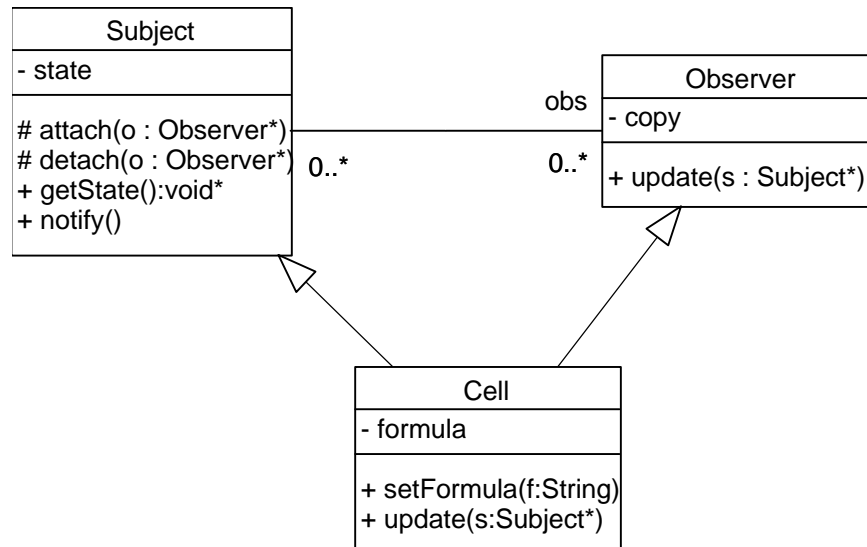 Subject
- state
# attach(o : Observer*)
# detach(o : Observer*)
+ getState():void*
+ notify()
obs
0..*
0..*
Observer
- copy
+ update(s : Subject*)
Cell
- formula
+ setFormula(f:String)
+ update(s:Subject*)